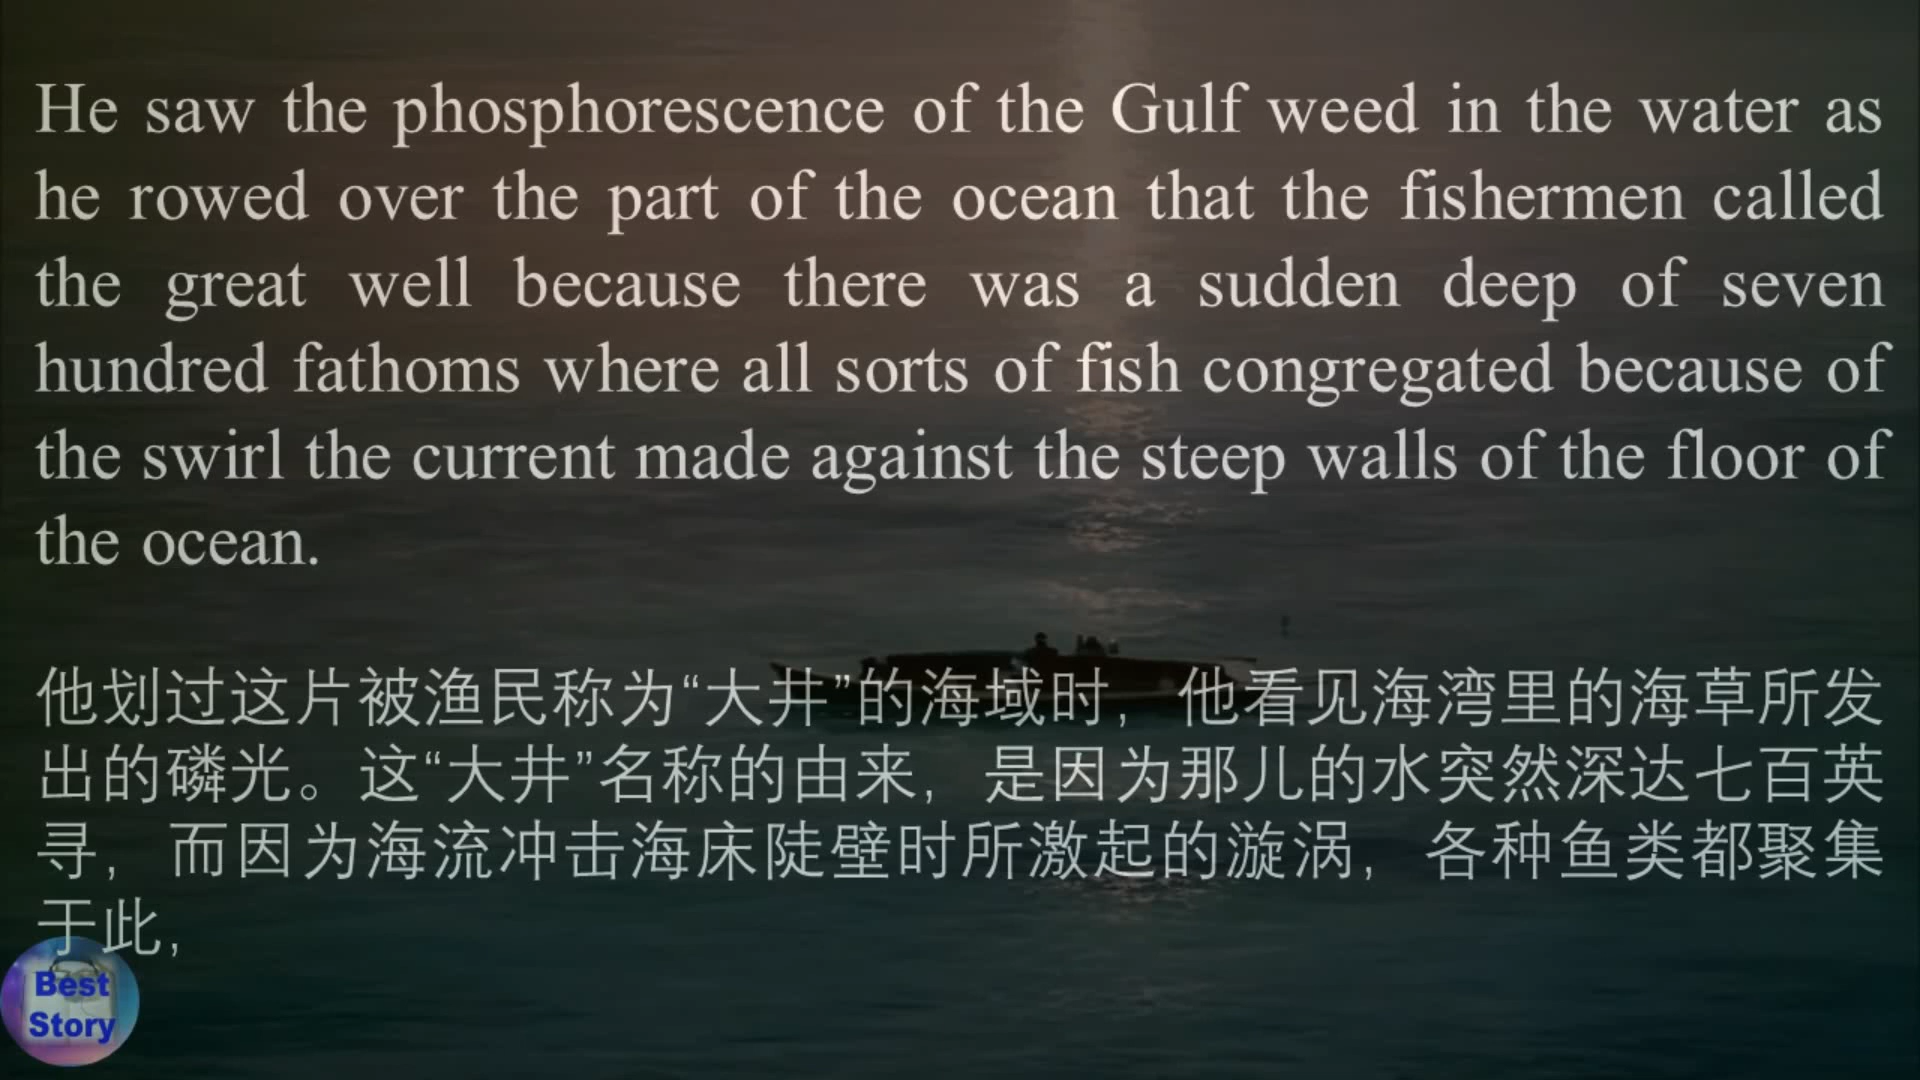 He saw the phosphorescence of the Gulf weed in the water as
he rowed over the part of the ocean that the fishermen called
the great well because there was a sudden deep of seven
hundred fathoms where all sorts of fish congregated because of
the swirl the current made against the steep walls of the floor of
the ocean.
他划过这片被渔民称为“大井”的海域时，他看见海湾里的海草所发
出的磷光。这“大井”名称的由来，是因为那儿的水突然深达七百英
寻，而因为海流冲击海床陡壁时所激起的漩涡，各种鱼类都聚集
于此，
Best
Story